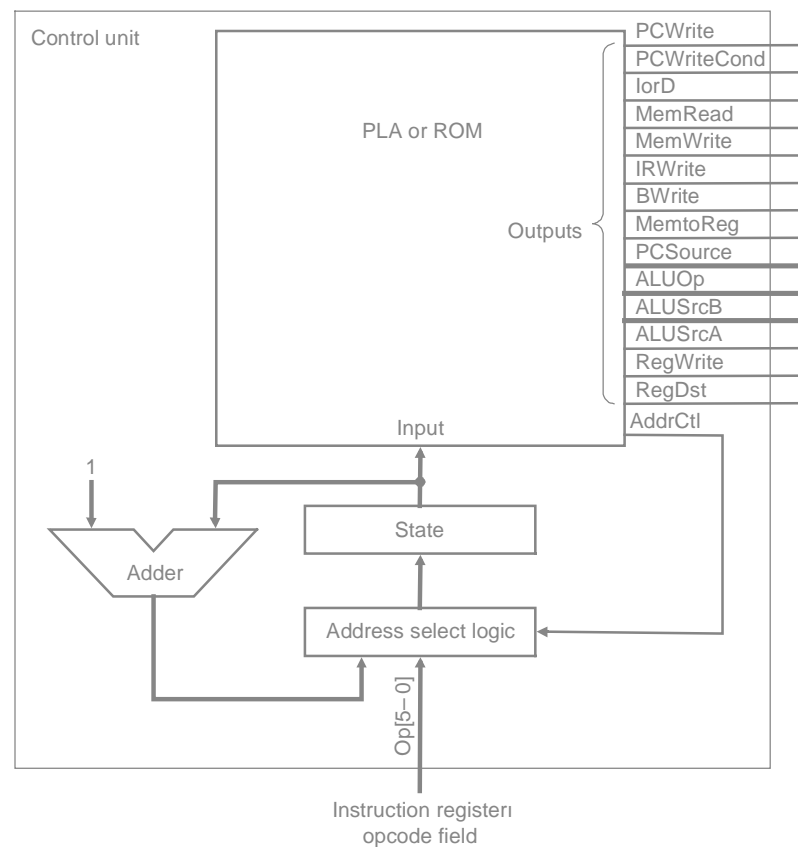 Control unit
PLA or ROM
Outputs
PCWrite
PCWriteCond
IorD
MemRead
MemWrite
IRWrite
BWrite
MemtoReg
PCSource
ALUOp
ALUSrcB
ALUSrcA
RegWrite
RegDst
AddrCtl
Input
1
State
Adder
Address select logic
Op[5– 0]
Instruction registerı
opcode field